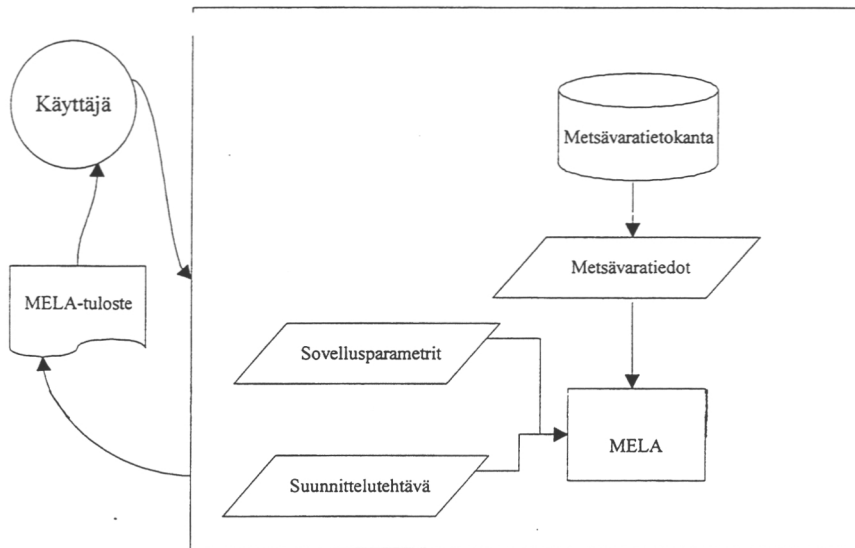 Käyttäjä
Metsävaratietokanta
Metsävaratiedot
MELA-tuloste
Sovellusparametrit
MELA
Suunnittelutehtävä